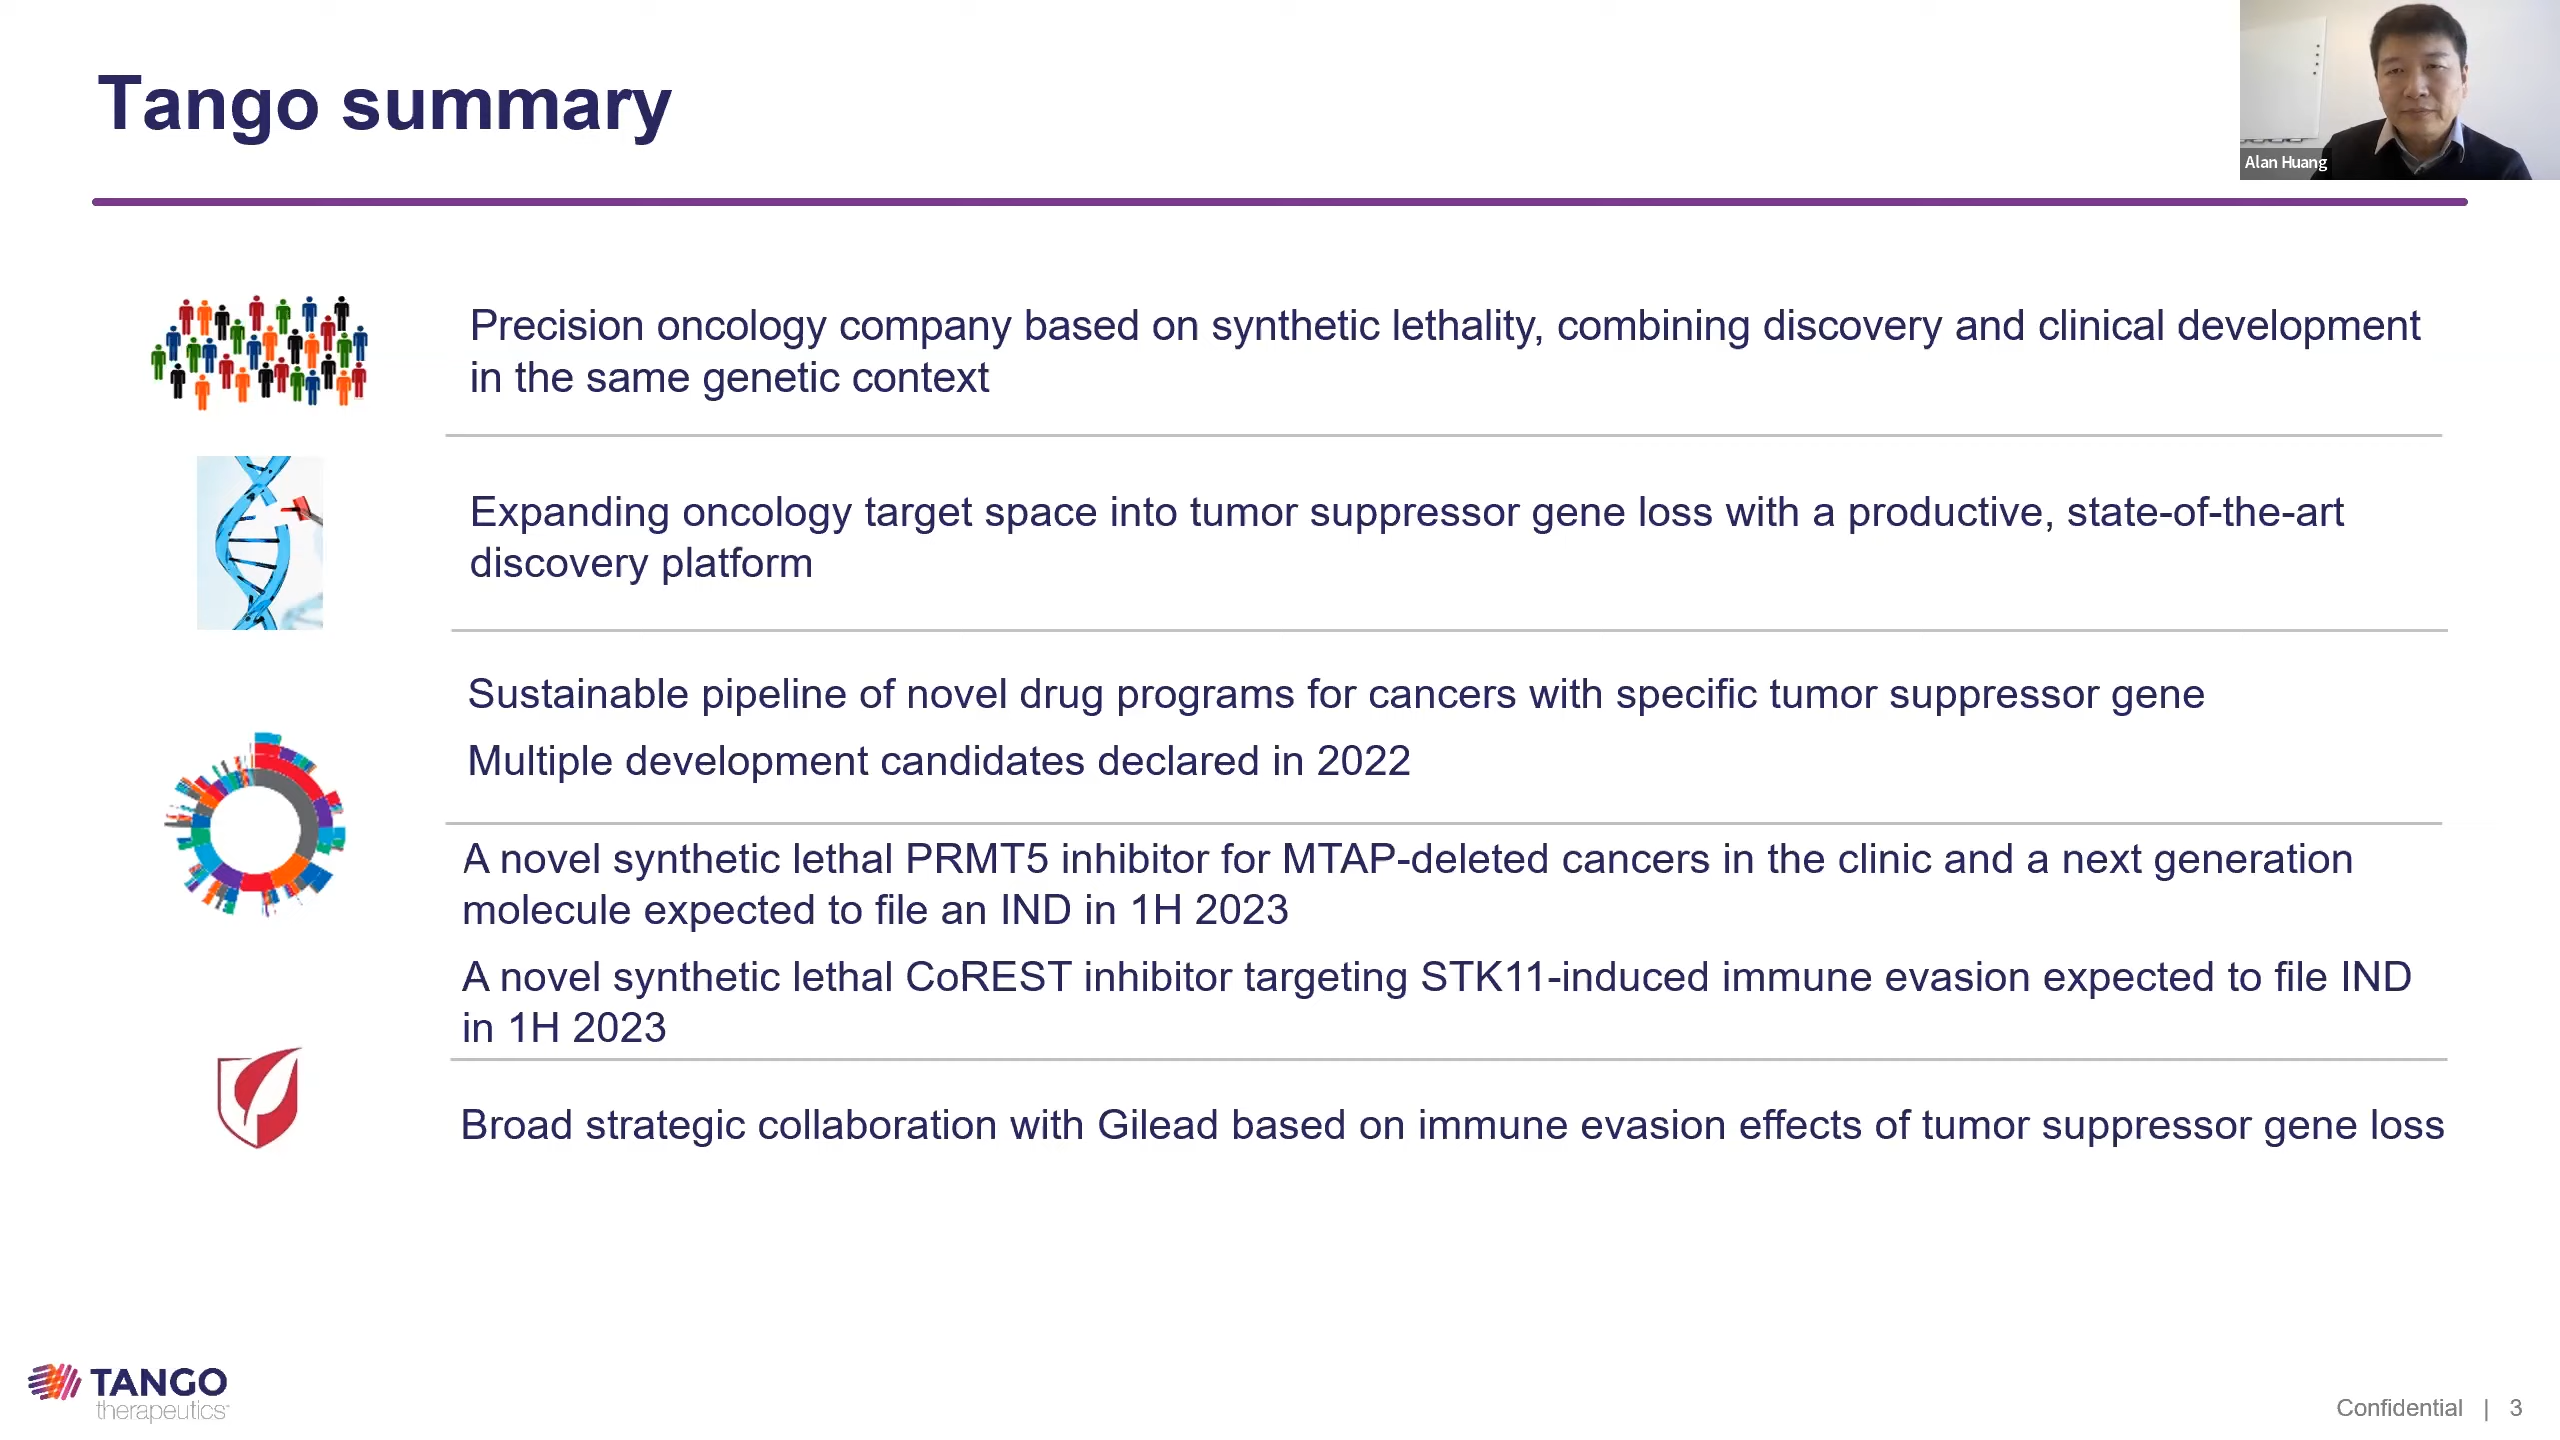 Tango summary
Alan Huang
Precision oncology company based on synthetic lethality, combining discovery and clinical development
in the same genetic context
Expanding oncology target space into tumor suppressor gene loss with a productive, state-of-the-art
discovery platform
Sustainable pipeline of novel drug programs for cancers with specific tumor suppressor gene
Multiple development candidates declared in 2022
A novel synthetic lethal PRMT5 inhibitor for MTAP-deleted cancers in the clinic and a next generation
molecule expected to file an IND in 1H 2023
A novel synthetic lethal CoREST inhibitor targeting STK11-induced immune evasion expected to file IND
in 1H 2023
Broad strategic collaboration with Gilead based on immune evasion effects of tumor suppressor gene loss
TANGO
therapeutics
Confidential | 3